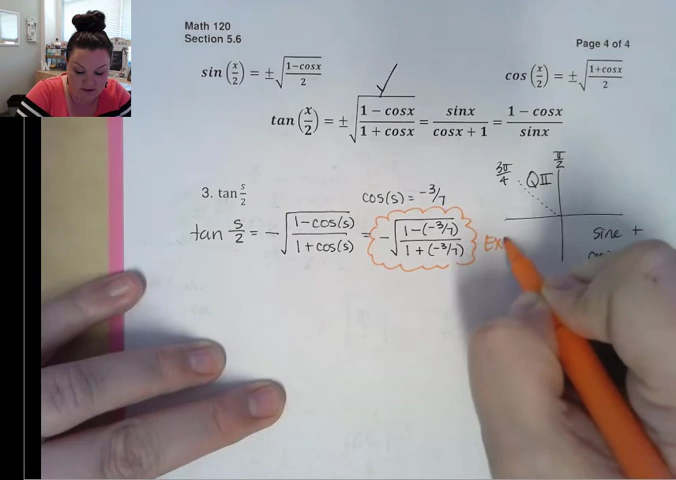 Math 120
Section 5.6
Page 4 of 4
sin(x/2) = ±√((1−cosx)/2)
cos(x/2) = ±√((1+cosx)/2)
✓
tan(x/2) = ±√((1 − cosx)/(1 + cosx)) = sinx/(cosx + 1) = (1 − cosx)/sinx
π/2
3π/4
QII
3. tan s/2
cos(s) = -3/7
tan s/2 = -√((1-cos(s))/(1+cos(s))) = -√((1-(-3/7))/(1+(-3/7)))
Ex
sine +